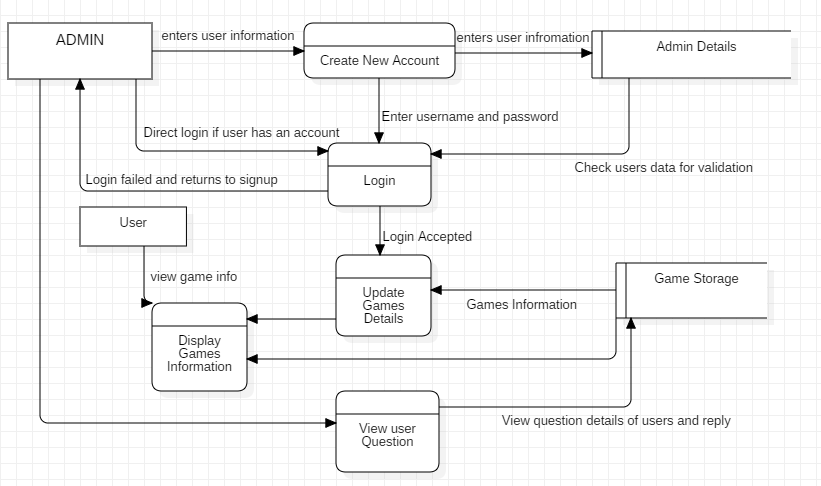 ADMIN
enters user information
Create New Account
enters user infromation
Admin Details
Enter username and password
Direct login if user has an account
Check users data for validation
Login
Login failed and returns to signup
User
Login Accepted
view game info
Update
Games
Details
Games Information
Game Storage
Display
Games
Information
View user
Question
View question details of users and reply